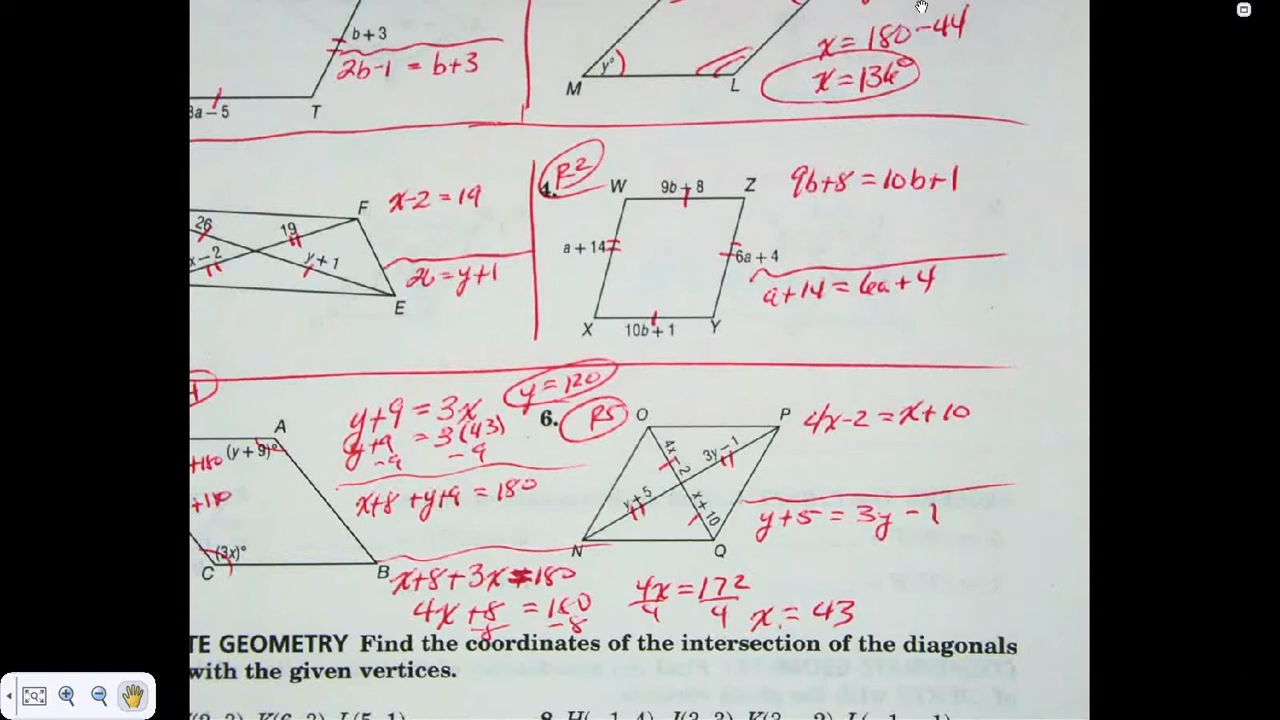 b+3
2b-1 = b+3
3a-5
T
y°
M
L
x = 180-44
x = 136°
x-2 = 19
F
26
19
x-2
y+1
26 = y+1
E
4.
W
9b+8
Z
9b+8 = 10b+1
a+14
6a+4
a+14 = 6a+4
X
10b+1
Y
y+9 = 3x
y = 120
y+9 = 3(43)
-9 -9
A
(y+9)°
+180
x+8+y+9 = 180
(3x)°
C
B
x+8+3x = 180
4x+8 = 180
-8 -8
4x = 172
4 4
x = 43
6.
O
P
4x-2 = x+10
4x-2
3y-1
y+5
x+10
y+5 = 3y-1
N
Q
TE GEOMETRY Find the coordinates of the intersection of the diagonals
with the given vertices.